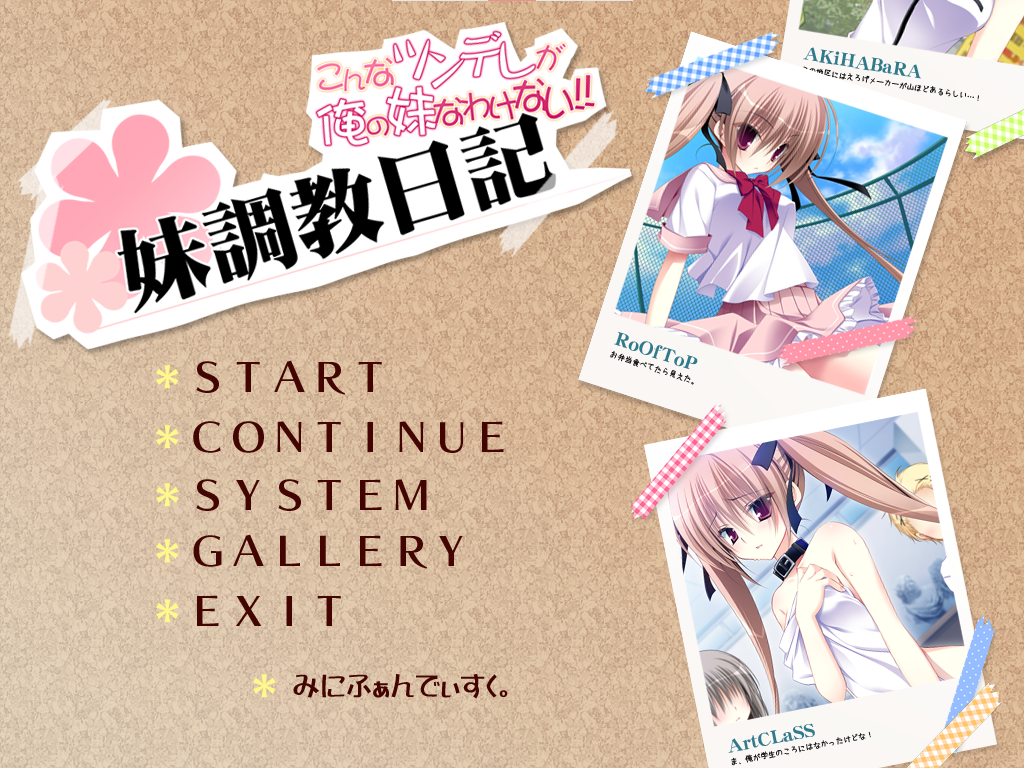 こんなツンデレが
俺の妹なわけない!!
妹調教日記
START
CONTINUE
SYSTEM
GALLERY
EXIT
みにふぁんでぃすく。
AKiHABaRA
この地区にはえろげメーカーが山ほどあるらしい…!
RoOfToP
お弁当食べてたら見えた。
ArtCLaSS
ま、俺が学生のころにはなかったけどな!